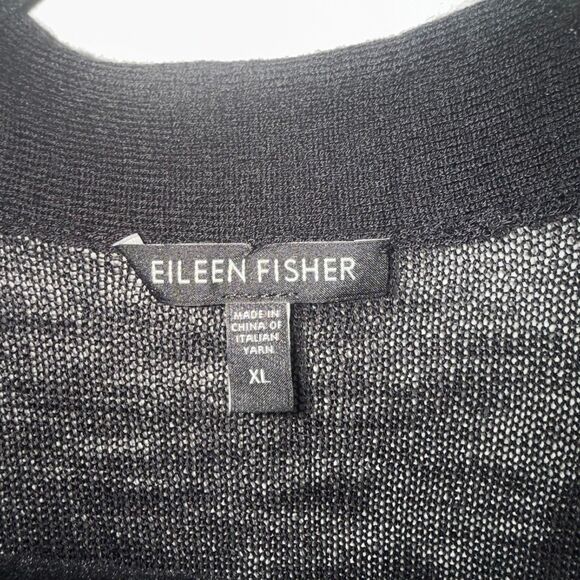 EILEEN FISHER
MADE IN
CHINA OF
ITALIAN
YARN
XL